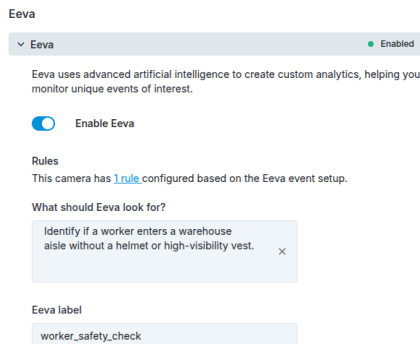 Eeva
Eeva Enabled
Eeva uses advanced artificial intelligence to create custom analytics, helping you
monitor unique events of interest.
Enable Eeva
Rules
This camera has 1 rule configured based on the Eeva event setup.
What should Eeva look for?
Identify if a worker enters a warehouse
aisle without a helmet or high-visibility vest.
Eeva label
worker_safety_check